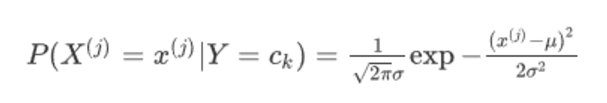 P(X^{(j)} = x^{(j)}|Y = c_k) = \frac{1}{\sqrt{2\pi}\sigma} exp - \frac{(x^{(j)}-\mu)^2}{2\sigma^2}